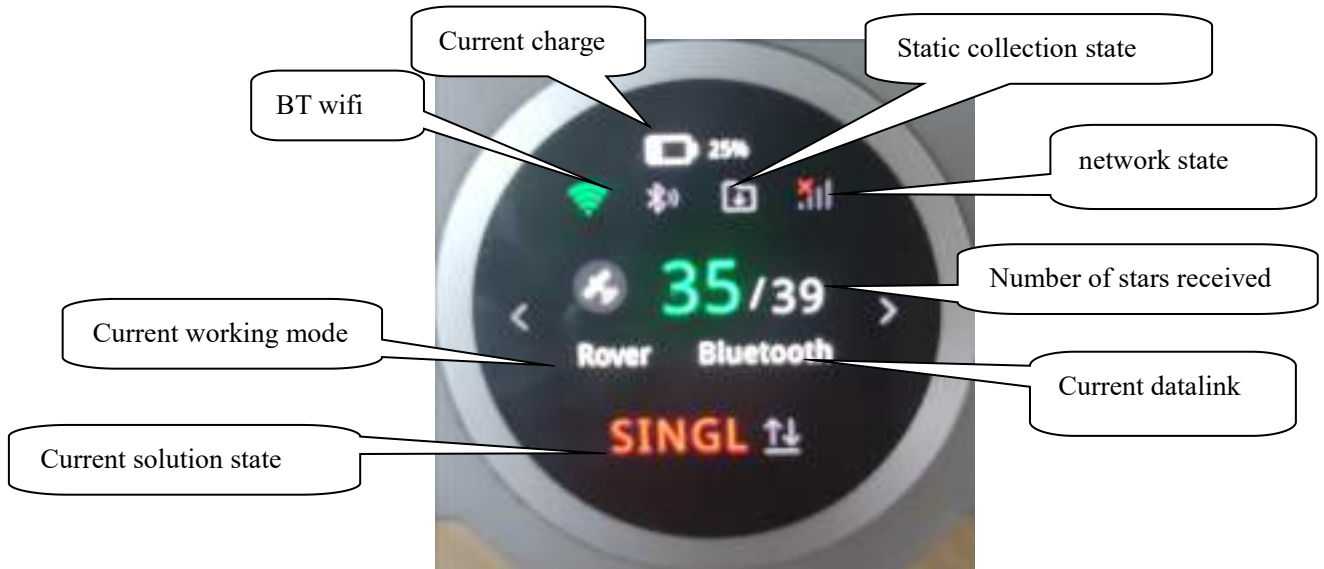 Current charge
Static collection state
BT wifi
25%
network state
35/39
Number of stars received
Current working mode
Rover Bluetooth
Current datalink
SINGL
Current solution state